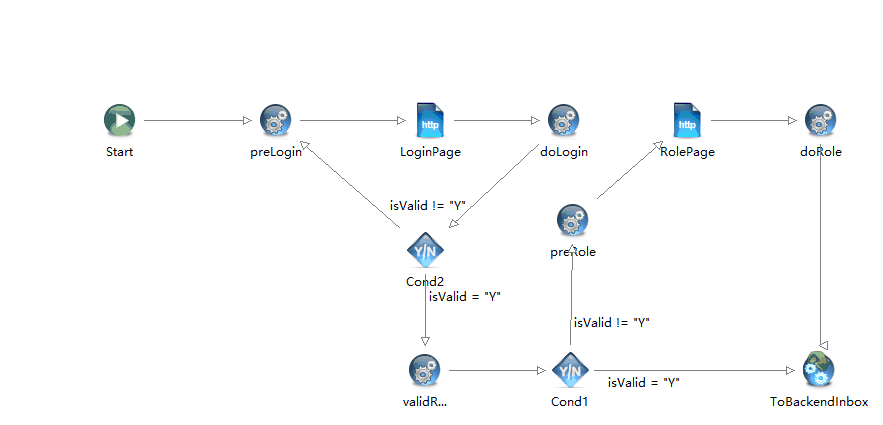 http
http
Start
preLogin
LoginPage
doLogin
RolePage
doRole
isValid != "Y"
Y/N
preRole
Cond2
isValid = "Y"
isValid != "Y"
Y/N
isValid = "Y"
validR...
Cond1
ToBackendInbox